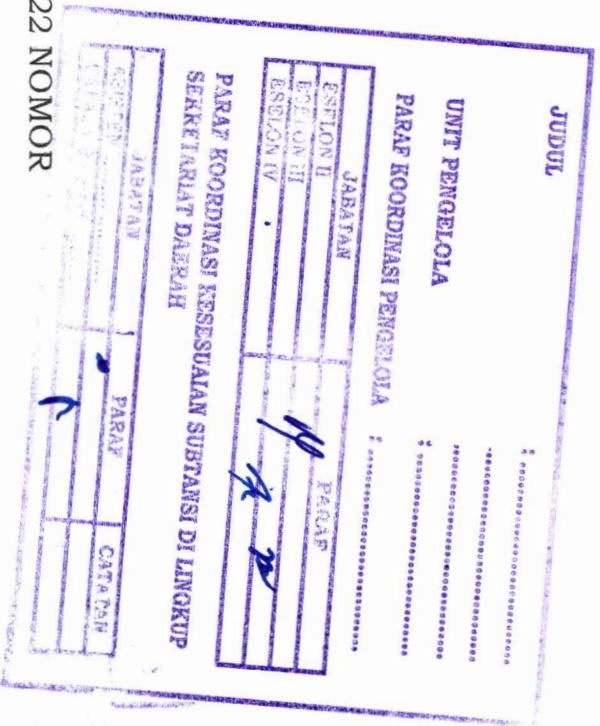 JUDUL : ....................
....................
UNIT PENGELOLA : ....................
PARAF KOORDINASI PENGELOLA : ....................
JABATAN PARAF
ESELON II
ESELON III
ESELON IV
PARAF KOORDINASI KESESUAIAN SUBTANSI DI LINGKUP
SEKRETARIAT DAERAH
JABATAN PARAF CATATAN
ASISTEN
22 NOMOR